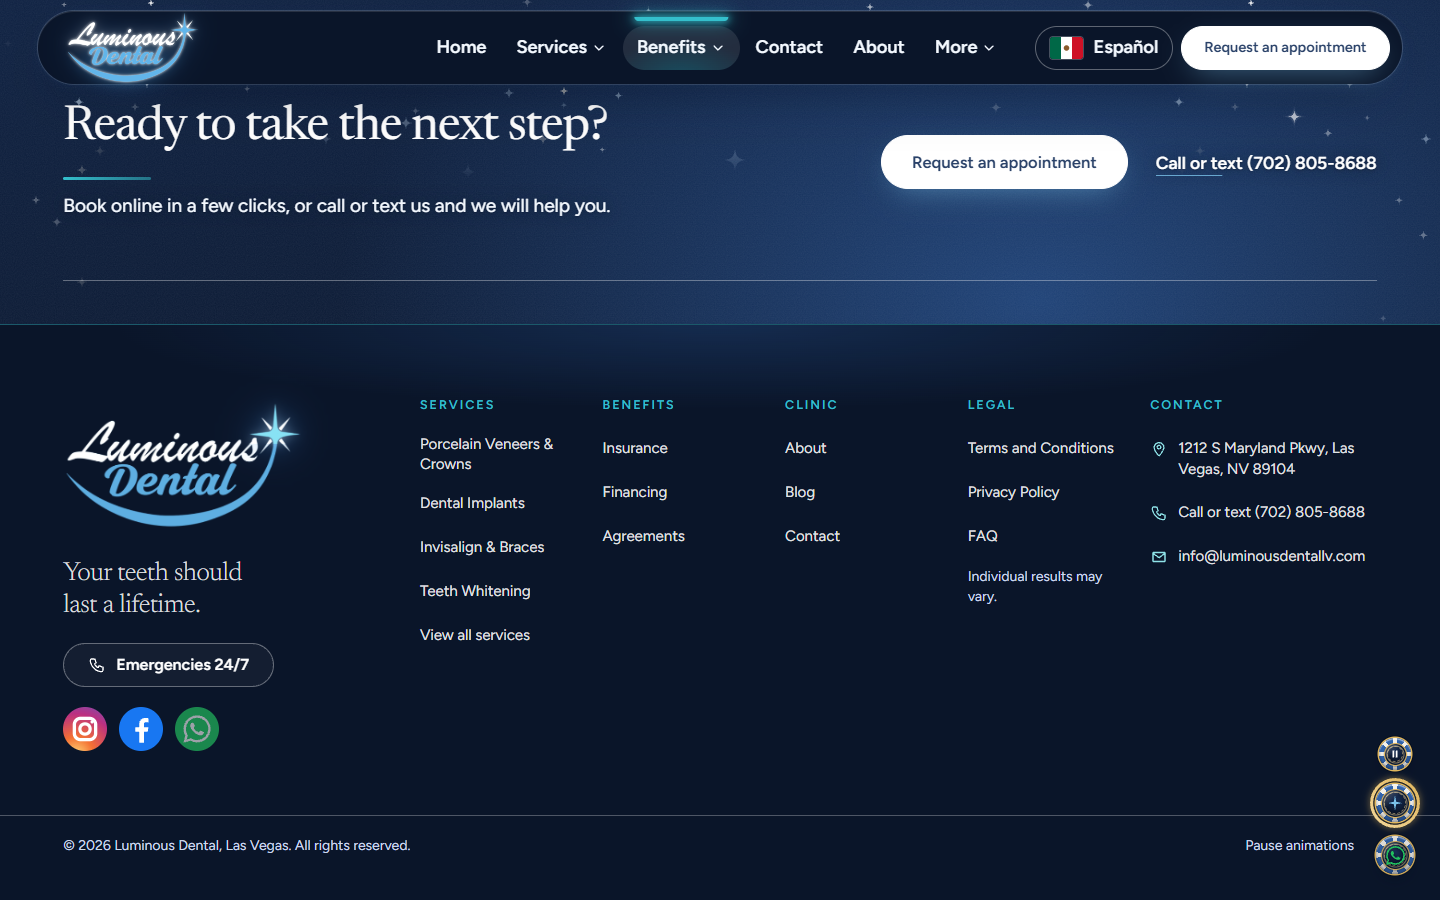 Luminous
Dental
Home
Services
Benefits
Contact
About
More
Español
Request an appointment
Ready to take the next step?
Request an appointment
Call or text (702) 805-8688
Book online in a few clicks, or call or text us and we will help you.
Luminous
Dental
Your teeth should
last a lifetime.
Emergencies 24/7
SERVICES
Porcelain Veneers &
Crowns
Dental Implants
Invisalign & Braces
Teeth Whitening
View all services
BENEFITS
Insurance
Financing
Agreements
CLINIC
About
Blog
Contact
LEGAL
Terms and Conditions
Privacy Policy
FAQ
Individual results may
vary.
CONTACT
1212 S Maryland Pkwy, Las
Vegas, NV 89104
Call or text (702) 805-8688
info@luminousdentallv.com
© 2026 Luminous Dental, Las Vegas. All rights reserved.
Pause animations